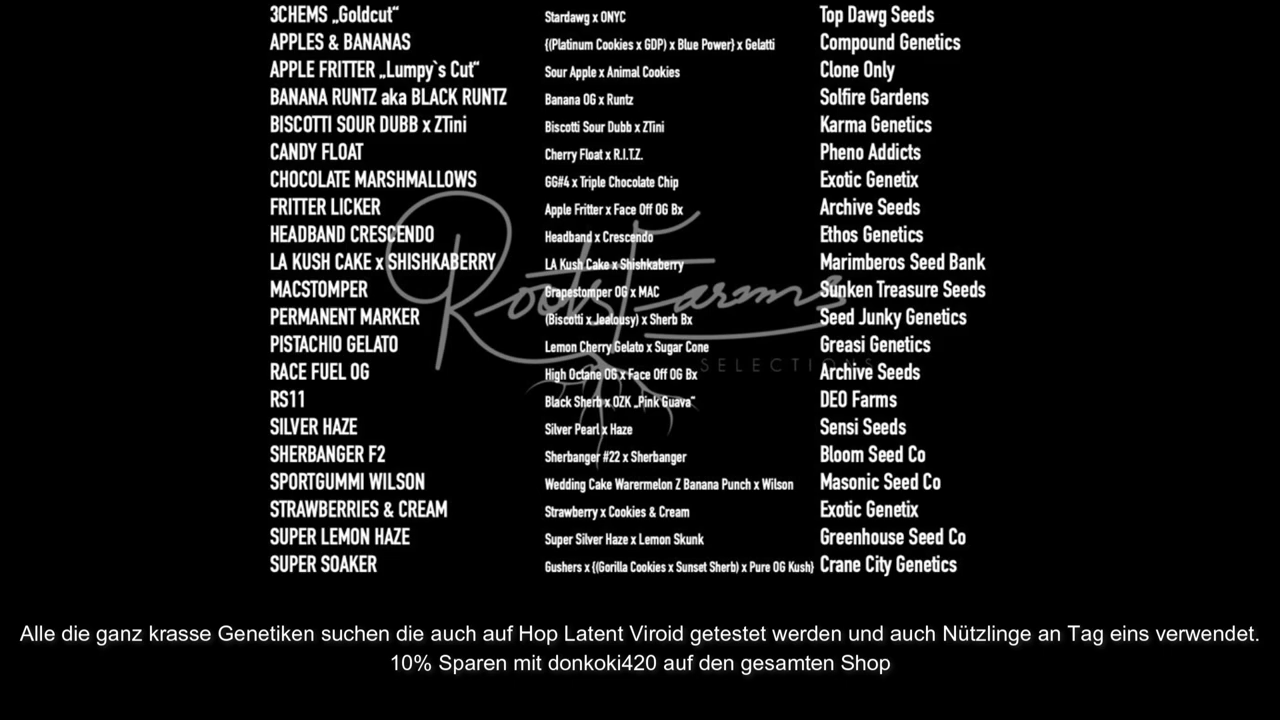 3CHEMS „Goldcut“ Stardawg x ONYC Top Dawg Seeds
APPLES & BANANAS {(Platinum Cookies x GDP) x Blue Power} x Gelatti Compound Genetics
APPLE FRITTER „Lumpy`s Cut“ Sour Apple x Animal Cookies Clone Only
BANANA RUNTZ aka BLACK RUNTZ Banana OG x Runtz Solfire Gardens
BISCOTTI SOUR DUBB x ZTini Biscotti Sour Dubb x ZTini Karma Genetics
CANDY FLOAT Cherry Float x R.I.T.Z. Pheno Addicts
CHOCOLATE MARSHMALLOWS GG#4 x Triple Chocolate Chip Exotic Genetix
FRITTER LICKER Apple Fritter x Face Off OG Bx Archive Seeds
HEADBAND CRESCENDO Headband x Crescendo Ethos Genetics
LA KUSH CAKE x SHISHKABERRY LA Kush Cake x Shishkaberry Marimberos Seed Bank
MACSTOMPER Grapestomper OG x MAC Sunken Treasure Seeds
PERMANENT MARKER (Biscotti x Jealousy) x Sherb Bx Seed Junky Genetics
PISTACHIO GELATO Lemon Cherry Gelato x Sugar Cone Greasi Genetics
RACE FUEL OG High Octane OG x Face Off OG Bx Archive Seeds
RS11 Black Sherb x OZK „Pink Guava“ DEO Farms
SILVER HAZE Silver Pearl x Haze Sensi Seeds
SHERBANGER F2 Sherbanger #22 x Sherbanger Bloom Seed Co
SPORTGUMMI WILSON Wedding Cake Warermelon Z Banana Punch x Wilson Masonic Seed Co
STRAWBERRIES & CREAM Strawberry x Cookies & Cream Exotic Genetix
SUPER LEMON HAZE Super Silver Haze x Lemon Skunk Greenhouse Seed Co
SUPER SOAKER Gushers x {(Gorilla Cookies x Sunset Sherb) x Pure OG Kush} Crane City Genetics
Roots Farms
SELECTIONS
Alle die ganz krasse Genetiken suchen die auch auf Hop Latent Viroid getestet werden und auch Nützlinge an Tag eins verwendet.
10% Sparen mit donkoki420 auf den gesamten Shop